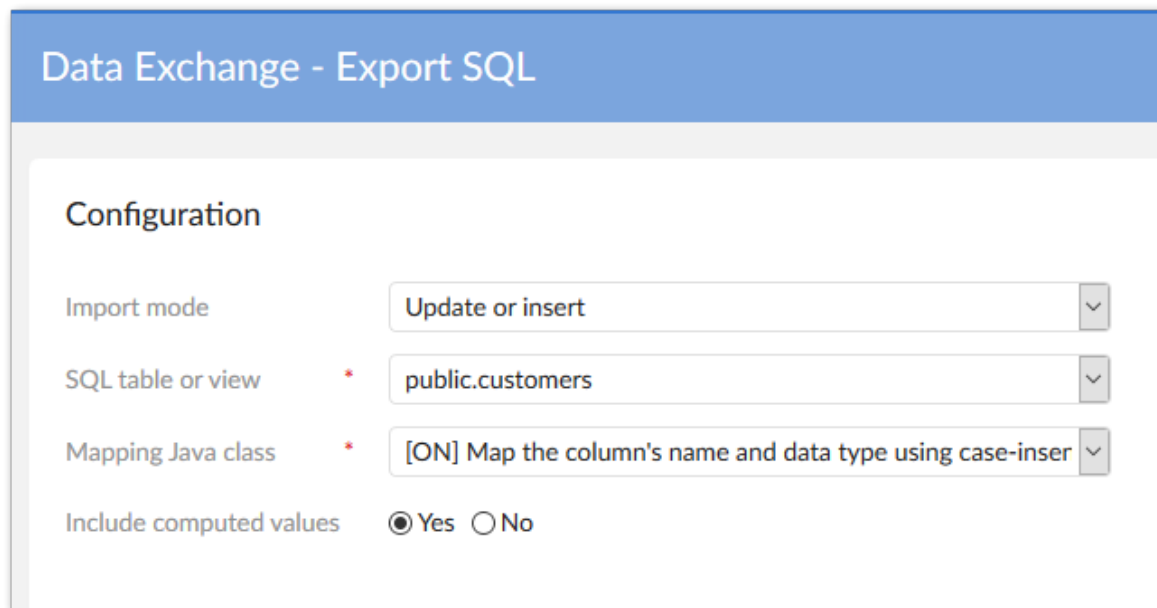 Data Exchange - Export SQL
Configuration
Import mode Update or insert
SQL table or view * public.customers
Mapping Java class * [ON] Map the column's name and data type using case-inser
Include computed values Yes No